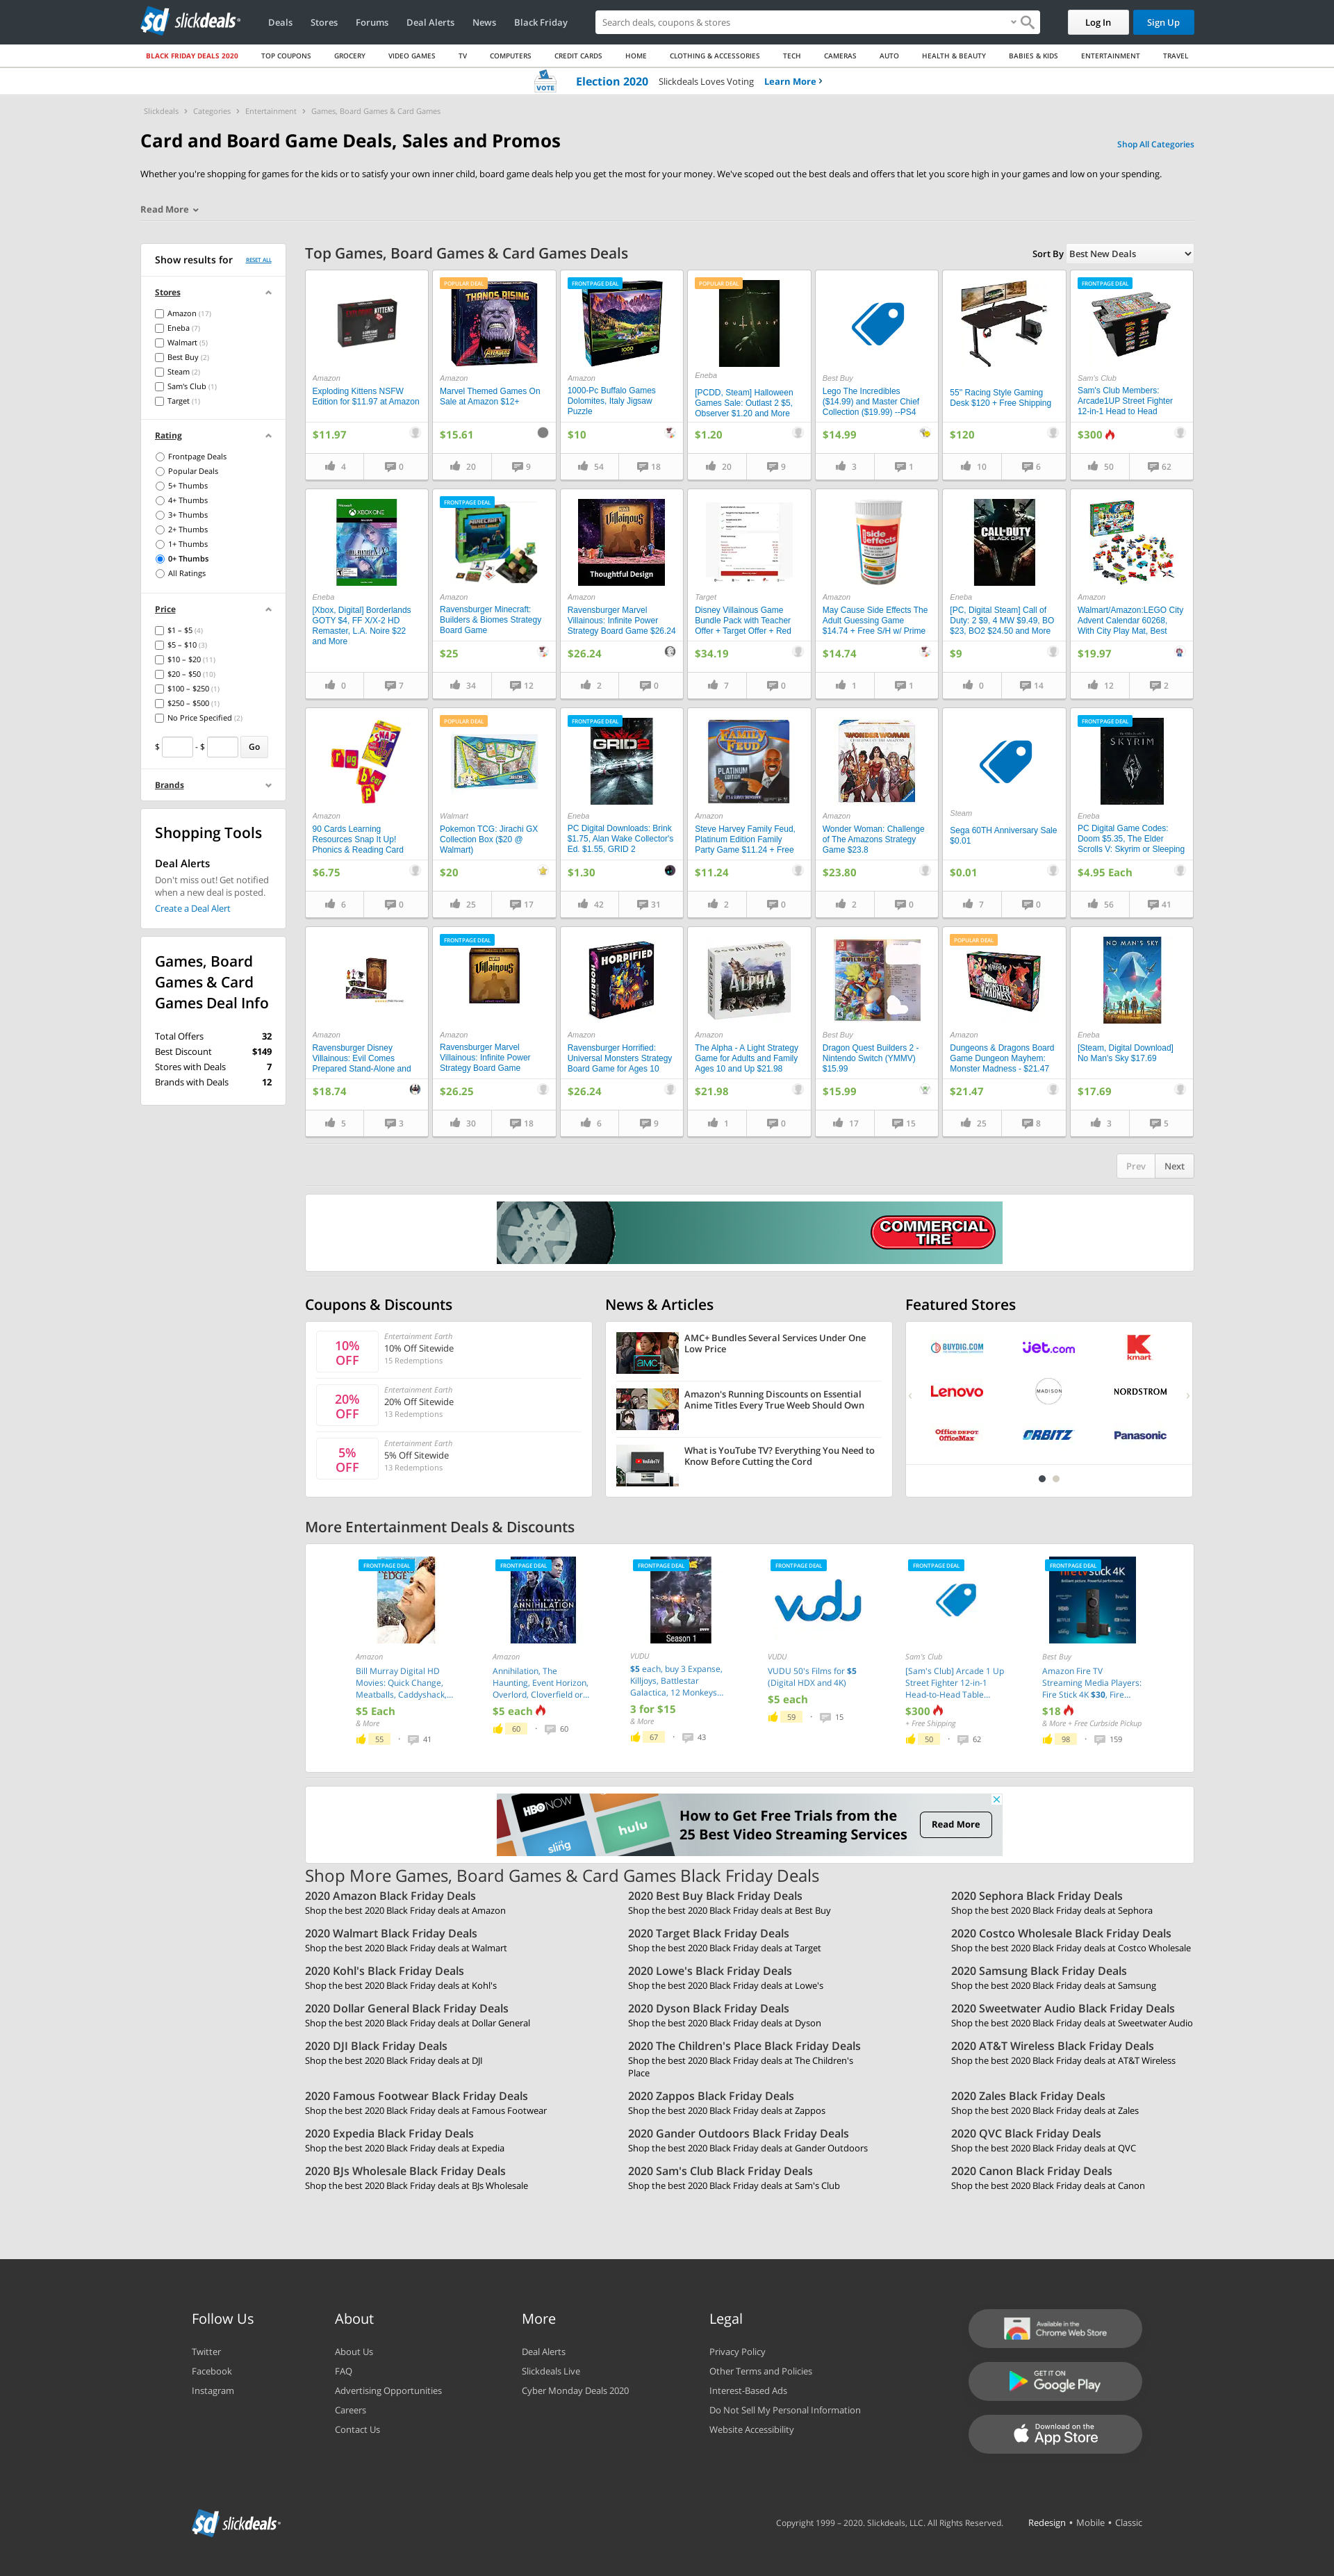 slickdeals
Deals
Stores
Forums
Deal Alerts
News
Black Friday
Search deals, coupons & stores
Log In
Sign Up
BLACK FRIDAY DEALS 2020
TOP COUPONS
GROCERY
VIDEO GAMES
TV
COMPUTERS
CREDIT CARDS
HOME
CLOTHING & ACCESSORIES
TECH
CAMERAS
AUTO
HEALTH & BEAUTY
BABIES & KIDS
ENTERTAINMENT
TRAVEL
VOTE
Election 2020
Slickdeals Loves Voting
Learn More
Slickdeals > Categories > Entertainment > Games, Board Games & Card Games
Card and Board Game Deals, Sales and Promos
Shop All Categories
Whether you're shopping for games for the kids or to satisfy your own inner child, board game deals help you get the most for your money. We've scoped out the best deals and offers that let you score high in your games and low on your spending.
Read More
Show results for
RESET ALL
Stores
Amazon (17)
Eneba (7)
Walmart (5)
Best Buy (2)
Steam (2)
Sam's Club (1)
Target (1)
Rating
Frontpage Deals
Popular Deals
5+ Thumbs
4+ Thumbs
3+ Thumbs
2+ Thumbs
1+ Thumbs
0+ Thumbs
All Ratings
Price
$1 – $5 (4)
$5 – $10 (3)
$10 – $20 (11)
$20 – $50 (10)
$100 – $250 (1)
$250 – $500 (1)
No Price Specified (2)
$ - $ Go
Brands
Shopping Tools
Deal Alerts
Don't miss out! Get notified
when a new deal is posted.
Create a Deal Alert
Games, Board
Games & Card
Games Deal Info
Total Offers 32
Best Discount $149
Stores with Deals 7
Brands with Deals 12
Top Games, Board Games & Card Games Deals
Sort By Best New Deals
Amazon
Exploding Kittens NSFW
Edition for $11.97 at Amazon
$11.97
4 0
POPULAR DEAL
THANOS RISING
Amazon
Marvel Themed Games On
Sale at Amazon $12+
$15.61
20 9
FRONTPAGE DEAL
Amazon
1000-Pc Buffalo Games
Dolomites, Italy Jigsaw
Puzzle
$10
54 18
POPULAR DEAL
OUTLAST
Eneba
[PCDD, Steam] Halloween
Games Sale: Outlast 2 $5,
Observer $1.20 and More
$1.20
20 9
Best Buy
Lego The Incredibles
($14.99) and Master Chief
Collection ($19.99) --PS4
$14.99
3 1
55" Racing Style Gaming
Desk $120 + Free Shipping
$120
10 6
FRONTPAGE DEAL
Sam's Club
Sam's Club Members:
Arcade1UP Street Fighter
12-in-1 Head to Head
$300
50 62
XBOX ONE
Eneba
[Xbox, Digital] Borderlands
GOTY $4, FF X/X-2 HD
Remaster, L.A. Noire $22
and More
0 7
FRONTPAGE DEAL
MINECRAFT
Amazon
Ravensburger Minecraft:
Builders & Biomes Strategy
Board Game
$25
34 12
Villainous
Thoughtful Design
Amazon
Ravensburger Marvel
Villainous: Infinite Power
Strategy Board Game $26.24
$26.24
2 0
Target
Disney Villainous Game
Bundle Pack with Teacher
Offer + Target Offer + Red
$34.19
7 0
side effects
Amazon
May Cause Side Effects The
Adult Guessing Game
$14.74 + Free S/H w/ Prime
$14.74
1 1
CALL OF DUTY
BLACK OPS
Eneba
[PC, Digital Steam] Call of
Duty: 2 $9, 4 MW $9.49, BO
$23, BO2 $24.50 and More
$9
0 14
Amazon
Walmart/Amazon:LEGO City
Advent Calendar 60268,
With City Play Mat, Best
$19.97
12 2
SNAP
r ug
b eer
p
Amazon
90 Cards Learning
Resources Snap It Up!
Phonics & Reading Card
$6.75
6 0
POPULAR DEAL
Walmart
Pokemon TCG: Jirachi GX
Collection Box ($20 @
Walmart)
$20
25 17
FRONTPAGE DEAL
GRID2
Eneba
PC Digital Downloads: Brink
$1.75, Alan Wake Collector's
Ed. $1.55, GRID 2
$1.30
42 31
FAMILY FEUD
PLATINUM EDITION
Amazon
Steve Harvey Family Feud,
Platinum Edition Family
Party Game $11.24 + Free
$11.24
2 0
WONDER WOMAN
Amazon
Wonder Woman: Challenge
of The Amazons Strategy
Game $23.8
$23.80
2 0
Steam
Sega 60TH Anniversary Sale
$0.01
$0.01
7 0
FRONTPAGE DEAL
SKYRIM
Eneba
PC Digital Game Codes:
Doom $5.35, The Elder
Scrolls V: Skyrim or Sleeping
$4.95 Each
56 41
Amazon
Ravensburger Disney
Villainous: Evil Comes
Prepared Stand-Alone and
$18.74
5 3
FRONTPAGE DEAL
Villainous
Amazon
Ravensburger Marvel
Villainous: Infinite Power
Strategy Board Game
$26.25
30 18
HORRIFIED
HORRIFIED
Amazon
Ravensburger Horrified:
Universal Monsters Strategy
Board Game for Ages 10
$26.24
6 9
ALPHA
Amazon
The Alpha - A Light Strategy
Game for Adults and Family
Ages 10 and Up $21.98
$21.98
1 0
BUILDERS
Best Buy
Dragon Quest Builders 2 -
Nintendo Switch (YMMV)
$15.99
$15.99
17 15
POPULAR DEAL
MONSTER MADNESS
Amazon
Dungeons & Dragons Board
Game Dungeon Mayhem:
Monster Madness - $21.47
$21.47
25 8
NO MAN'S SKY
Eneba
[Steam, Digital Download]
No Man's Sky $17.69
$17.69
3 5
Prev
Next
COMMERCIAL
TIRE
Coupons & Discounts
10%
OFF
Entertainment Earth
10% Off Sitewide
15 Redemptions
20%
OFF
Entertainment Earth
20% Off Sitewide
13 Redemptions
5%
OFF
Entertainment Earth
5% Off Sitewide
13 Redemptions
News & Articles
amc
AMC+ Bundles Several Services Under One
Low Price
Amazon's Running Discounts on Essential
Anime Titles Every True Weeb Should Own
YouTubeTV
What is YouTube TV? Everything You Need to
Know Before Cutting the Cord
Featured Stores
BUYDIG.COM
Jet.com
kmart
Lenovo
MADISON
NORDSTROM
Office DEPOT
OfficeMax
ORBITZ
Panasonic
More Entertainment Deals & Discounts
FRONTPAGE DEAL
EDGE
Amazon
Bill Murray Digital HD
Movies: Quick Change,
Meatballs, Caddyshack,...
$5 Each
& More
55 · 41
FRONTPAGE DEAL
ANNIHILATION
Amazon
Annihilation, The
Haunting, Event Horizon,
Overlord, Cloverfield or...
$5 each
60 · 60
FRONTPAGE DEAL
Season 1
VUDU
$5 each, buy 3 Expanse,
Killjoys, Battlestar
Galactica, 12 Monkeys...
3 for $15
& More
67 · 43
FRONTPAGE DEAL
vudu
VUDU
VUDU 50's Films for $5
(Digital HDX and 4K)
$5 each
59 · 15
FRONTPAGE DEAL
Sam's Club
[Sam's Club] Arcade 1 Up
Street Fighter 12-in-1
Head-to-Head Table...
$300
+ Free Shipping
50 · 62
FRONTPAGE DEAL
fire tv stick 4K
Best Buy
Amazon Fire TV
Streaming Media Players:
Fire Stick 4K $30, Fire...
$18
& More + Free Curbside Pickup
98 · 159
HBO NOW
sling
hulu
How to Get Free Trials from the
25 Best Video Streaming Services
Read More
Shop More Games, Board Games & Card Games Black Friday Deals
2020 Amazon Black Friday Deals
Shop the best 2020 Black Friday deals at Amazon
2020 Best Buy Black Friday Deals
Shop the best 2020 Black Friday deals at Best Buy
2020 Sephora Black Friday Deals
Shop the best 2020 Black Friday deals at Sephora
2020 Walmart Black Friday Deals
Shop the best 2020 Black Friday deals at Walmart
2020 Target Black Friday Deals
Shop the best 2020 Black Friday deals at Target
2020 Costco Wholesale Black Friday Deals
Shop the best 2020 Black Friday deals at Costco Wholesale
2020 Kohl's Black Friday Deals
Shop the best 2020 Black Friday deals at Kohl's
2020 Lowe's Black Friday Deals
Shop the best 2020 Black Friday deals at Lowe's
2020 Samsung Black Friday Deals
Shop the best 2020 Black Friday deals at Samsung
2020 Dollar General Black Friday Deals
Shop the best 2020 Black Friday deals at Dollar General
2020 Dyson Black Friday Deals
Shop the best 2020 Black Friday deals at Dyson
2020 Sweetwater Audio Black Friday Deals
Shop the best 2020 Black Friday deals at Sweetwater Audio
2020 DJI Black Friday Deals
Shop the best 2020 Black Friday deals at DJI
2020 The Children's Place Black Friday Deals
Shop the best 2020 Black Friday deals at The Children's
Place
2020 AT&T Wireless Black Friday Deals
Shop the best 2020 Black Friday deals at AT&T Wireless
2020 Famous Footwear Black Friday Deals
Shop the best 2020 Black Friday deals at Famous Footwear
2020 Zappos Black Friday Deals
Shop the best 2020 Black Friday deals at Zappos
2020 Zales Black Friday Deals
Shop the best 2020 Black Friday deals at Zales
2020 Expedia Black Friday Deals
Shop the best 2020 Black Friday deals at Expedia
2020 Gander Outdoors Black Friday Deals
Shop the best 2020 Black Friday deals at Gander Outdoors
2020 QVC Black Friday Deals
Shop the best 2020 Black Friday deals at QVC
2020 BJs Wholesale Black Friday Deals
Shop the best 2020 Black Friday deals at BJs Wholesale
2020 Sam's Club Black Friday Deals
Shop the best 2020 Black Friday deals at Sam's Club
2020 Canon Black Friday Deals
Shop the best 2020 Black Friday deals at Canon
Follow Us
Twitter
Facebook
Instagram
About
About Us
FAQ
Advertising Opportunities
Careers
Contact Us
More
Deal Alerts
Slickdeals Live
Cyber Monday Deals 2020
Legal
Privacy Policy
Other Terms and Policies
Interest-Based Ads
Do Not Sell My Personal Information
Website Accessibility
Available in the
Chrome Web Store
GET IT ON
Google Play
Download on the
App Store
slickdeals
Copyright 1999 – 2020. Slickdeals, LLC. All Rights Reserved.
Redesign • Mobile • Classic